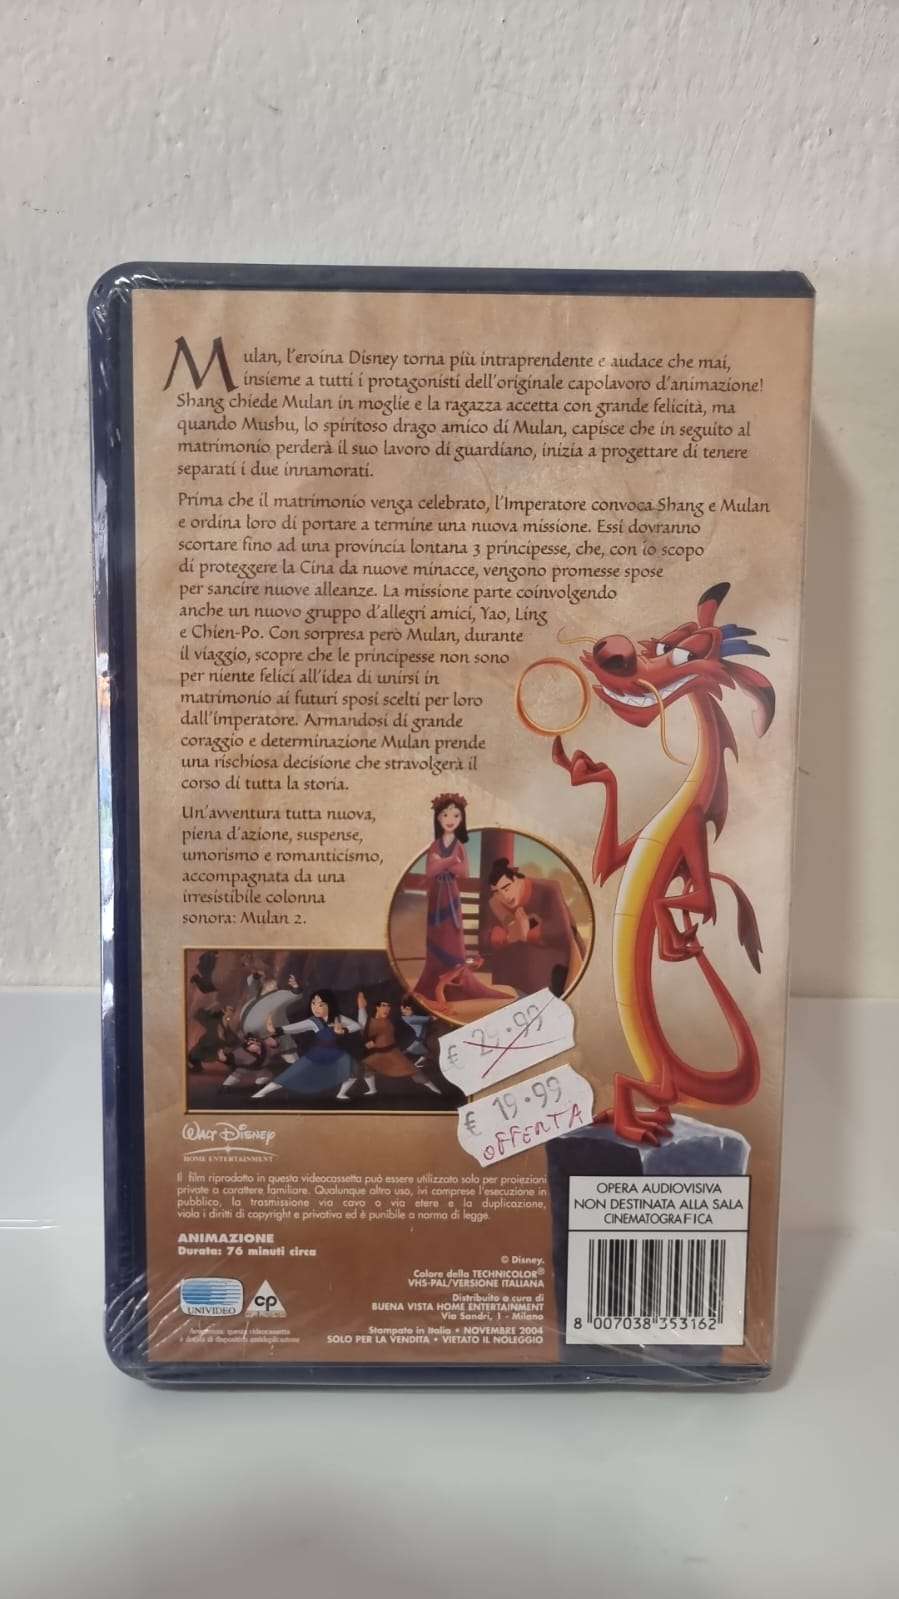 Mulan, l'eroina Disney torna più intraprendente e audace che mai,
insieme a tutti i protagonisti dell'originale capolavoro d'animazione!
Shang chiede Mulan in moglie e la ragazza accetta con grande felicità, ma
quando Mushu, lo spiritoso drago amico di Mulan, capisce che in seguito al
matrimonio perderà il suo lavoro di guardiano, inizia a progettare di tenere
separati i due innamorati.
Prima che il matrimonio venga celebrato, l'Imperatore convoca Shang e Mulan
e ordina loro di portare a termine una nuova missione. Essi dovranno
scortare fino ad una provincia lontana 3 principesse, che, con io scopo
di proteggere la Cina da nuove minacce, vengono promesse spose
per sancire nuove alleanze. La missione parte coinvolgendo
anche un nuovo gruppo d'allegri amici, Yao, Ling
e Chien-Po. Con sorpresa però Mulan, durante
il viaggio, scopre che le principesse non sono
per niente felici all'idea di unirsi in
matrimonio ai futuri sposi scelti per loro
dall'imperatore. Armandosi di grande
coraggio e determinazione Mulan prende
una rischiosa decisione che stravolgerà il
corso di tutta la storia.
Un'avventura tutta nuova,
piena d'azione, suspense,
umorismo e romanticismo,
accompagnata da una
irresistibile colonna
sonora: Mulan 2.
€ 29.99
€ 19.99
OFFERTA
WALT DISNEY
HOME ENTERTAINMENT
Il film riprodotto in questa videocassetta può essere utilizzato solo per proiezioni
private a carattere familiare. Qualunque altro uso, ivi comprese l'esecuzione in
pubblico, la trasmissione via cavo o via etere e la duplicazione,
viola i diritti di copyright e privativa ed è punibile a norma di legge.
ANIMAZIONE
Durata: 76 minuti circa
© Disney.
Colore della TECHNICOLOR®
VHS-PAL/VERSIONE ITALIANA
Distribuito a cura di
BUENA VISTA HOME ENTERTAINMENT
Via Sandri, 1 - Milano
Stampato in Italia • NOVEMBRE 2004
SOLO PER LA VENDITA • VIETATO IL NOLEGGIO
UNIVIDEO
cp
Attenzione: questa videocassetta
è dotata di dispositivi antiduplicazione
OPERA AUDIOVISIVA
NON DESTINATA ALLA SALA
CINEMATOGRAFICA
8 007038 353162